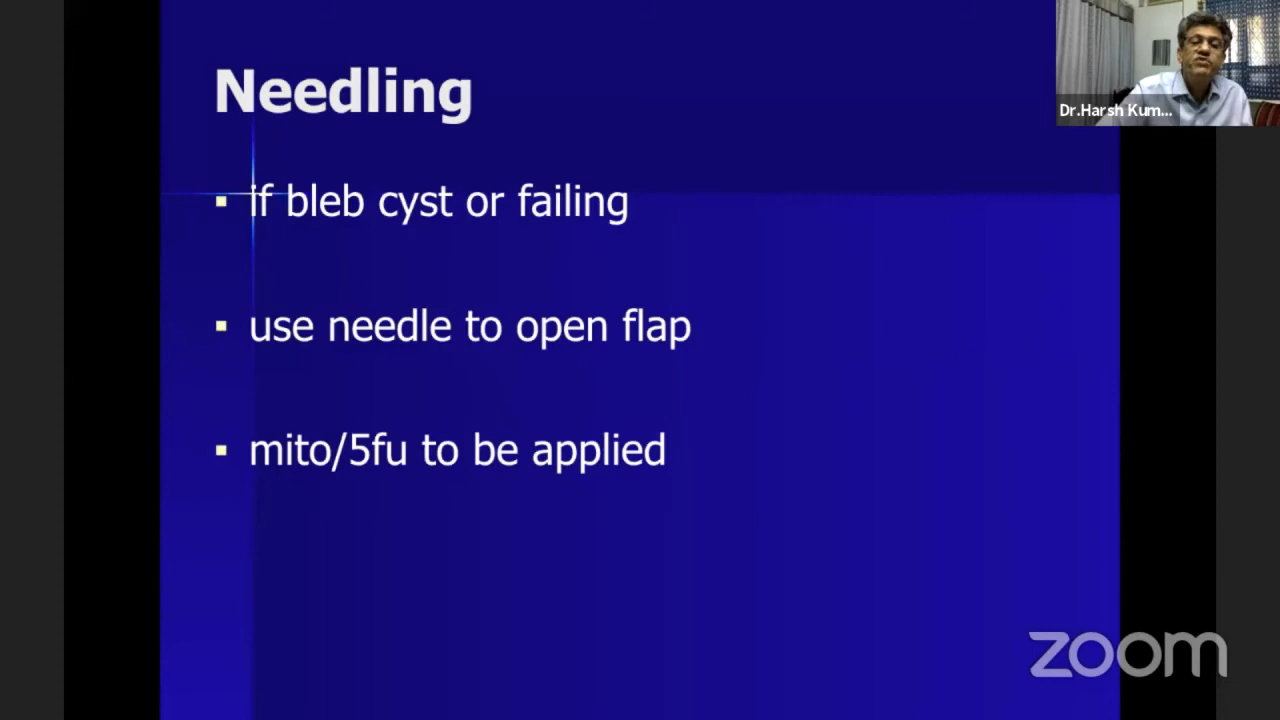 Needling
if bleb cyst or failing
use needle to open flap
mito/5fu to be applied
Dr.Harsh Kum...
zoom